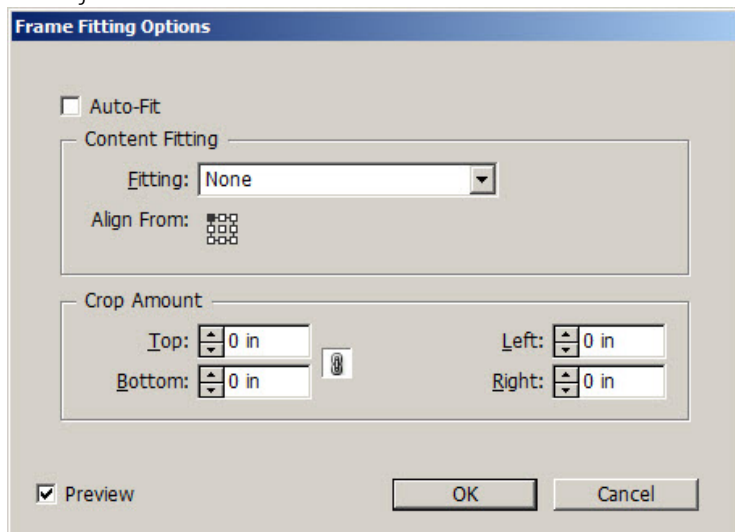 Frame Fitting Options
Auto-Fit
Content Fitting
Fitting: None
Align From:
Crop Amount
Top: 0 in Left: 0 in
Bottom: 0 in Right: 0 in
Preview OK Cancel